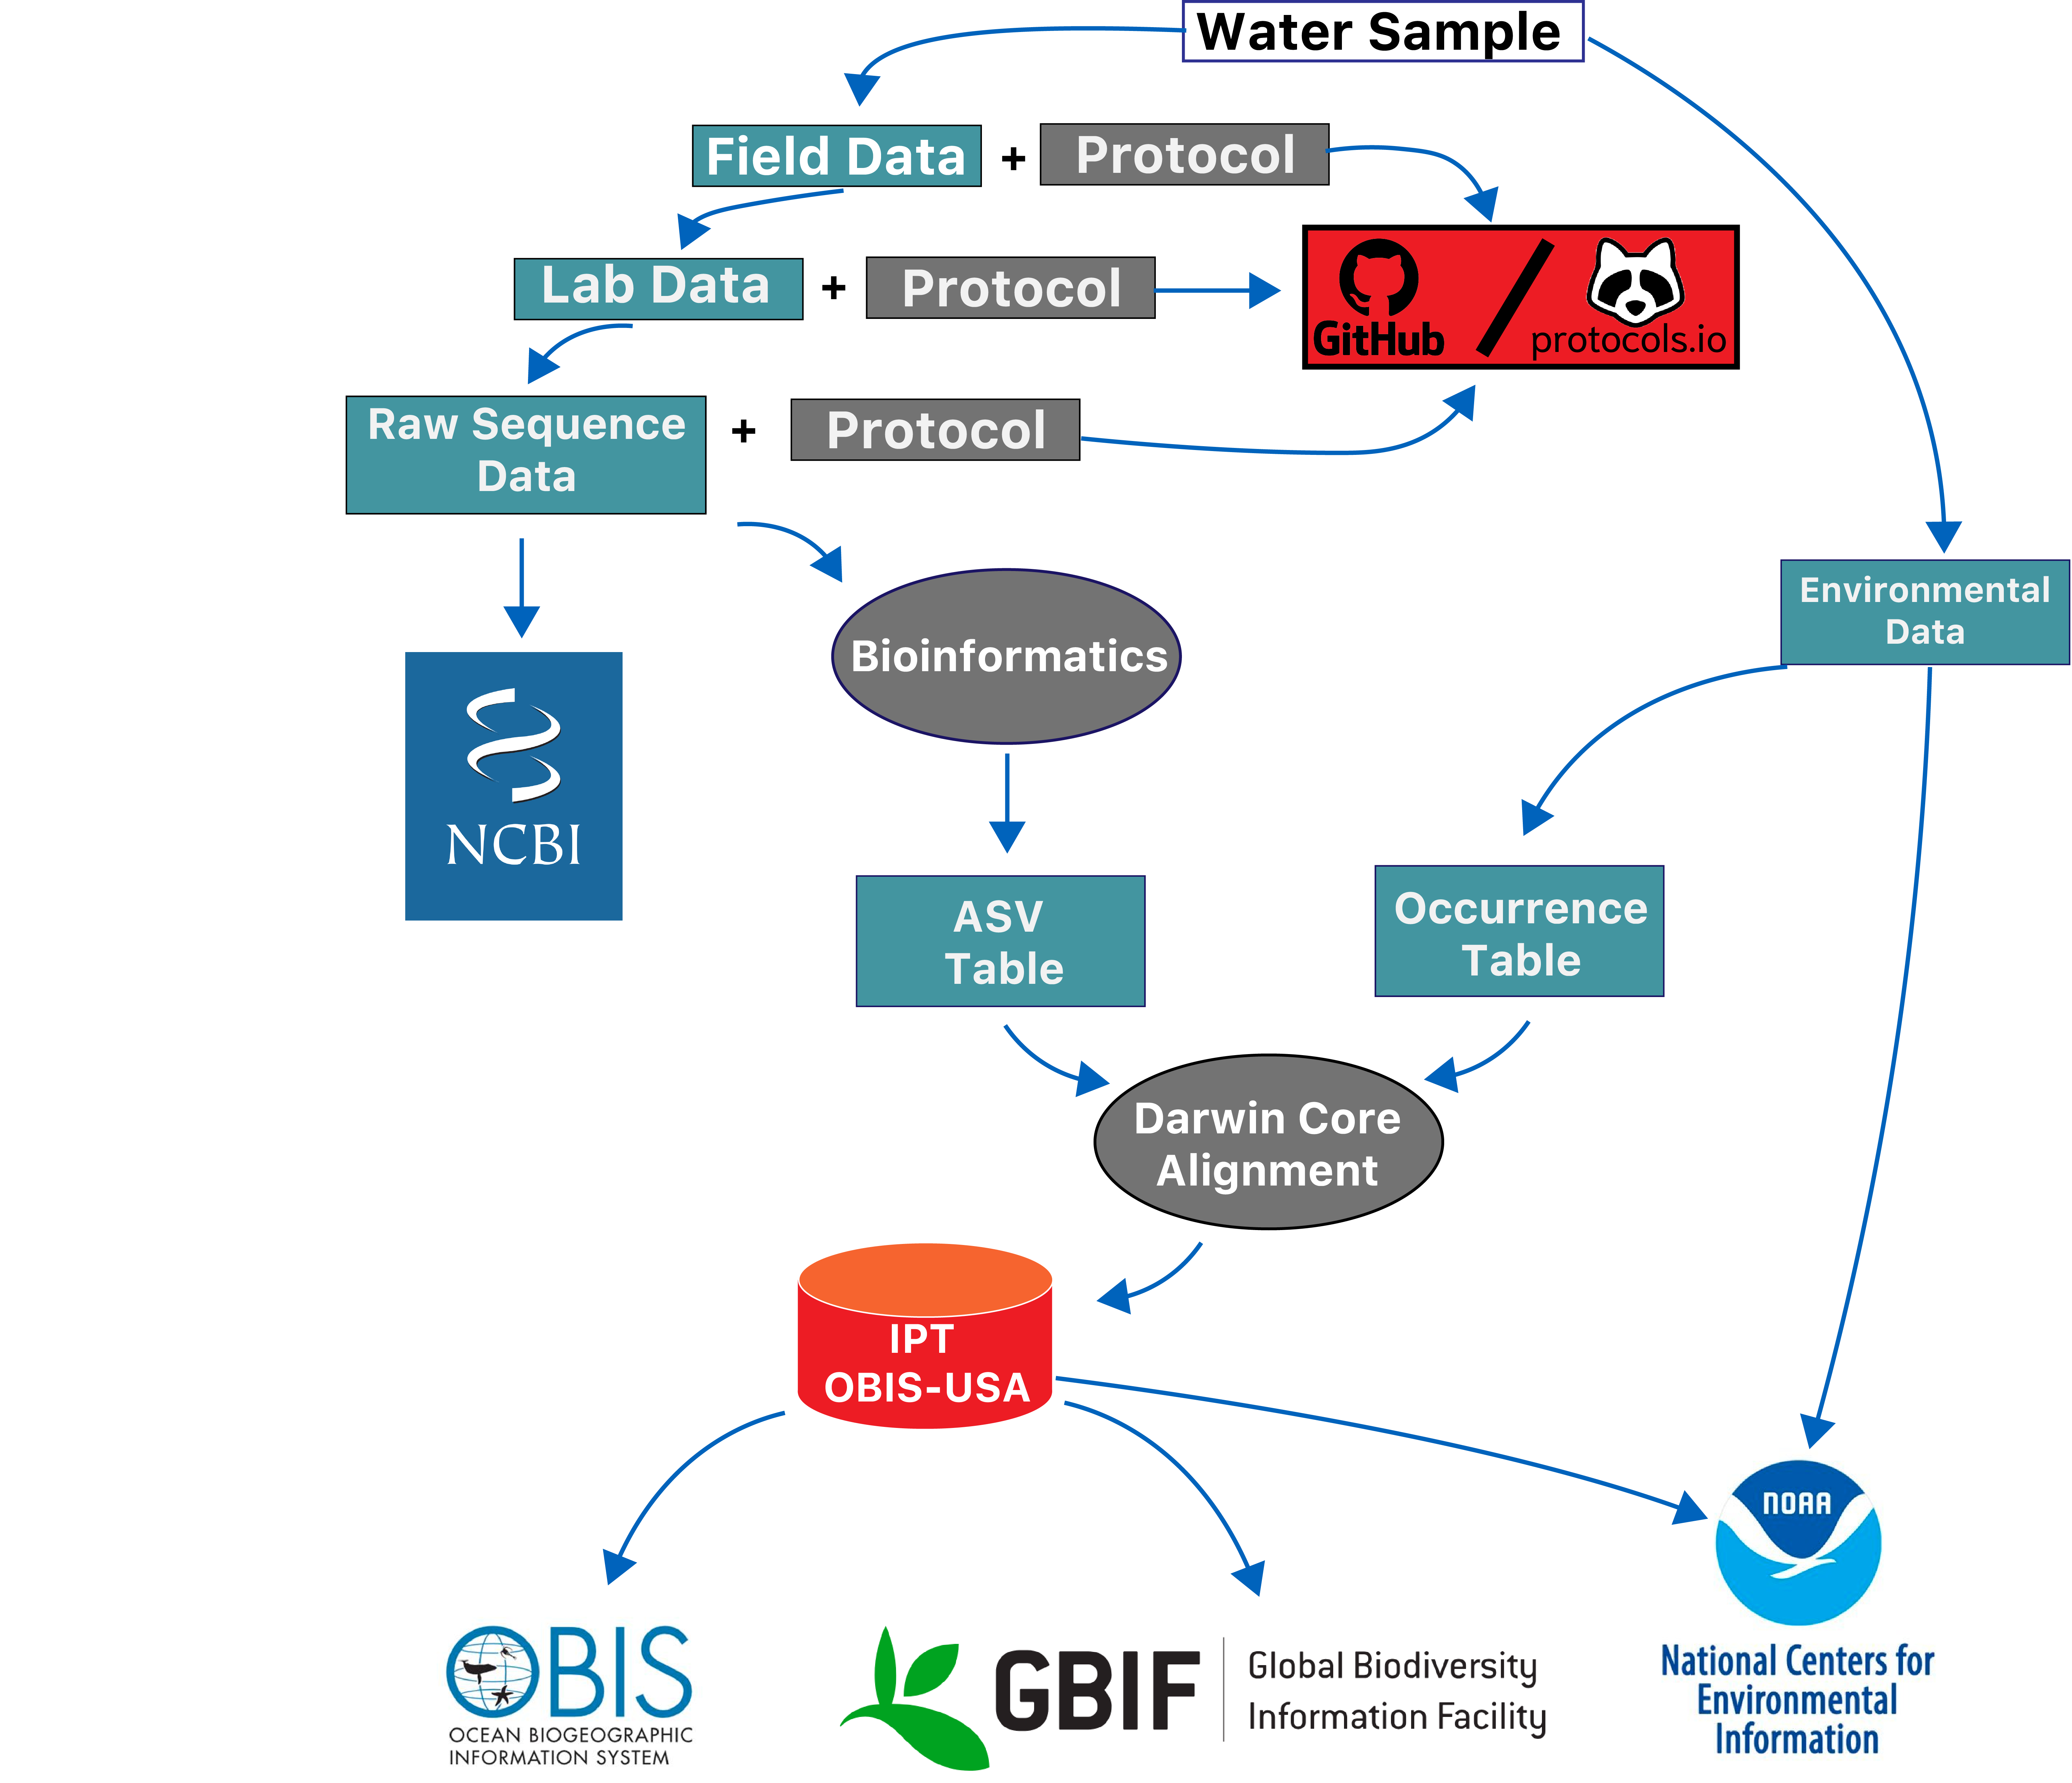 Water Sample
Field Data + Protocol
Lab Data + Protocol
GitHub
protocols.io
Raw Sequence
Data
+ Protocol
Environmental
Data
Bioinformatics
NCBI
ASV
Table
Occurrence
Table
Darwin Core
Alignment
IPT
OBIS-USA
NOAA
National Centers for
Environmental
Information
OBIS
OCEAN BIOGEOGRAPHIC
INFORMATION SYSTEM
GBIF
Global Biodiversity
Information Facility